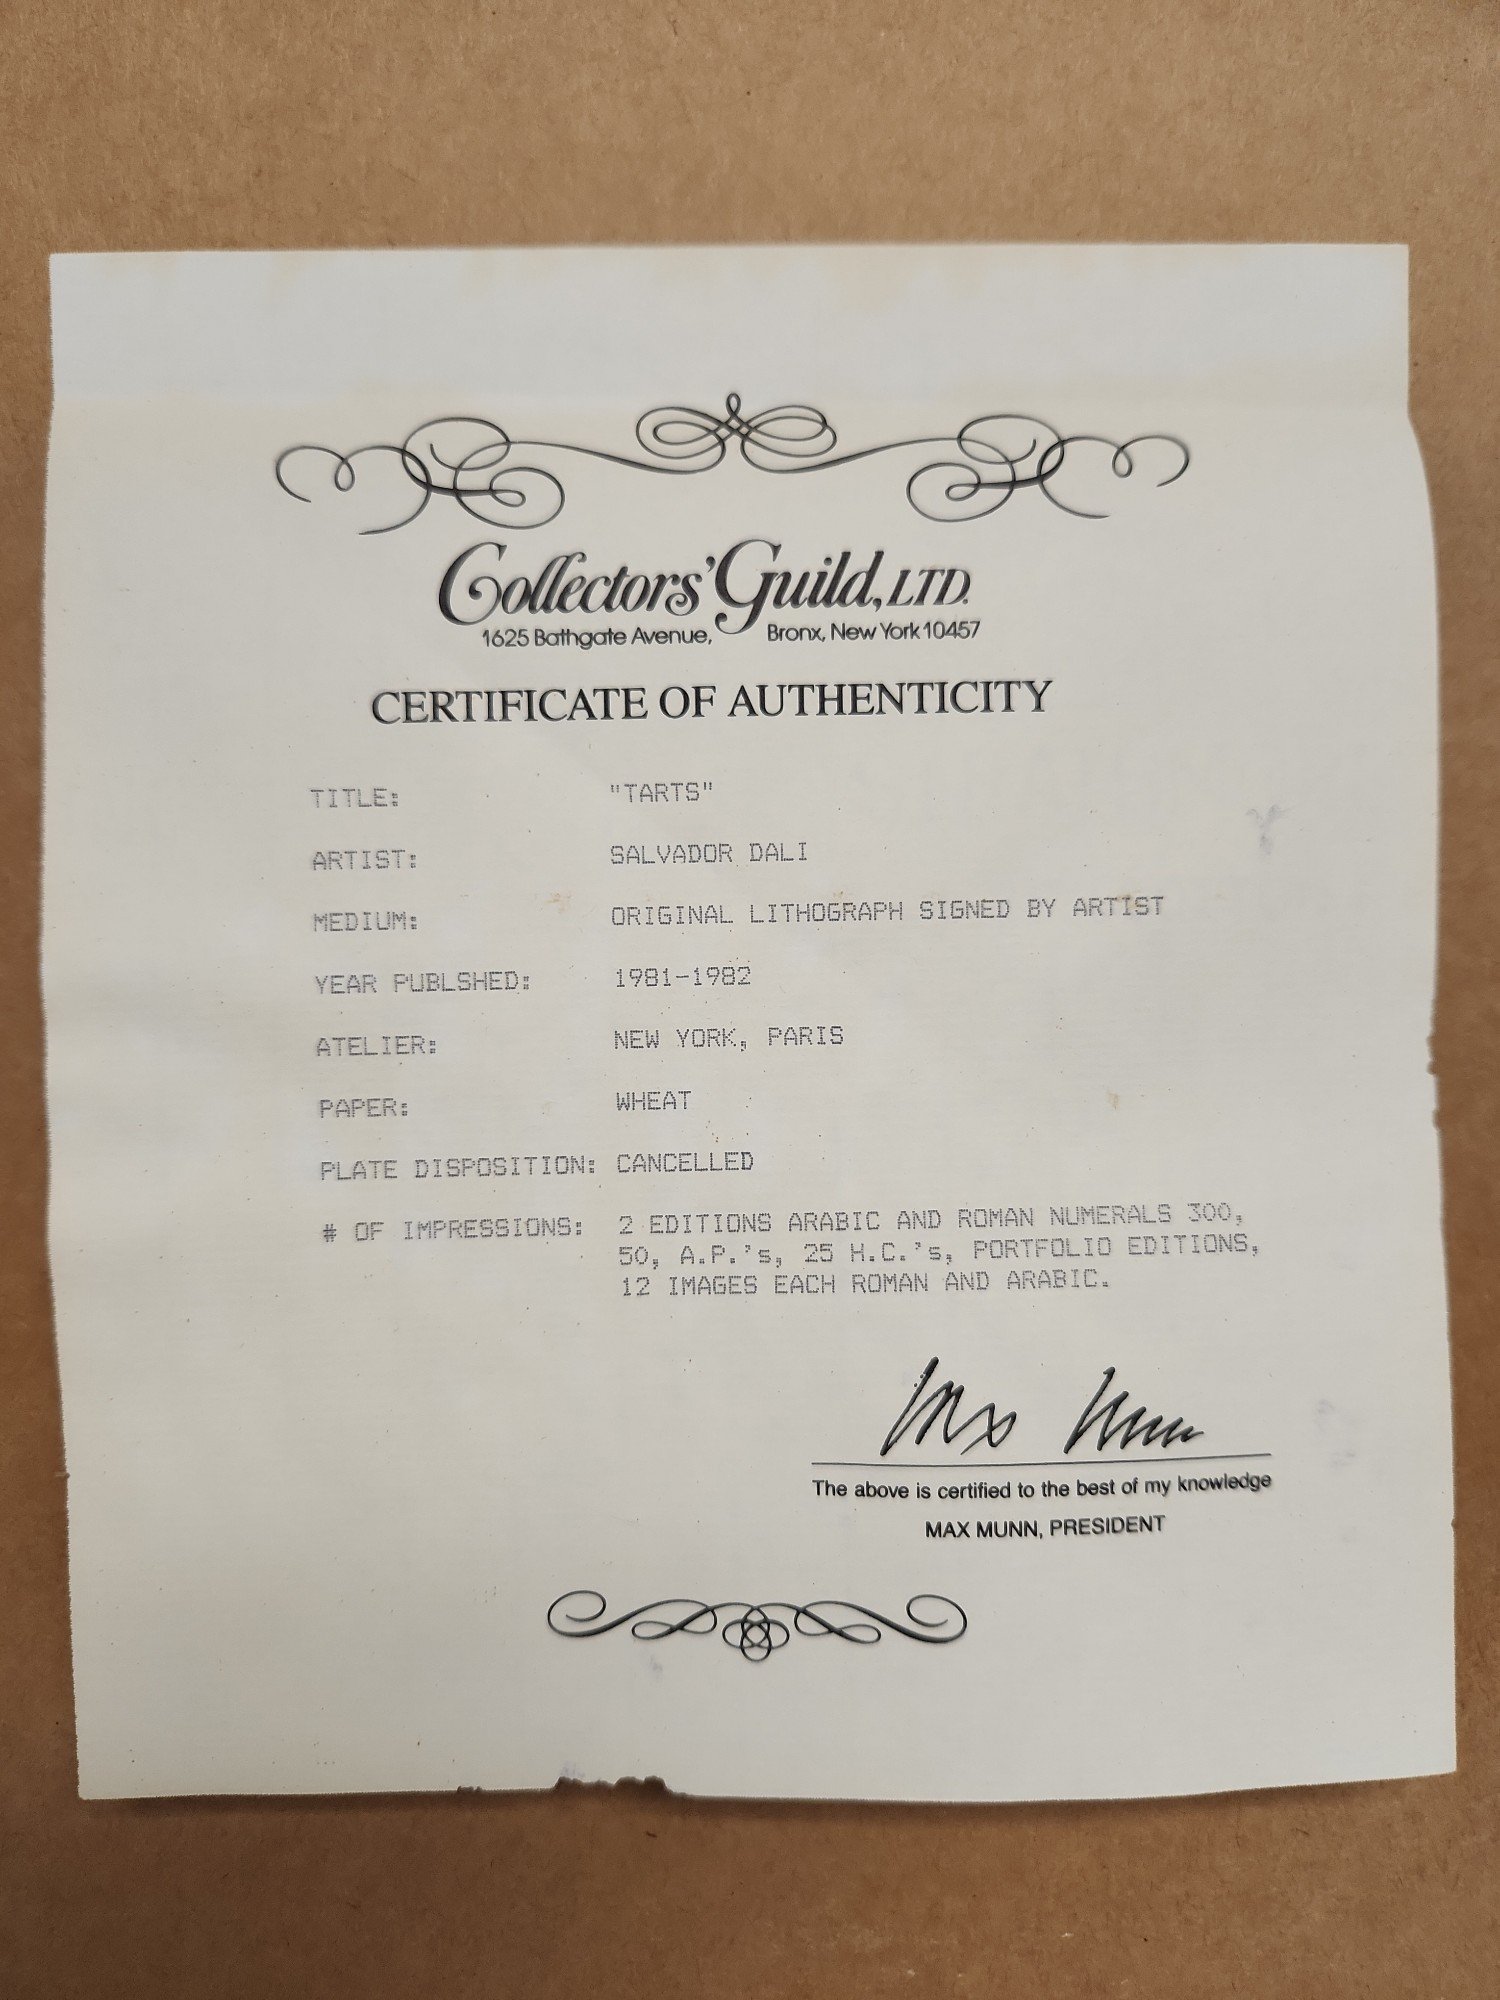 Collectors' Guild, LTD.
1625 Bathgate Avenue, Bronx, New York 10457
CERTIFICATE OF AUTHENTICITY
TITLE: "TARTS"
ARTIST: SALVADOR DALI
MEDIUM: ORIGINAL LITHOGRAPH SIGNED BY ARTIST
YEAR PUBLSHED: 1981-1982
ATELIER: NEW YORK, PARIS
PAPER: WHEAT
PLATE DISPOSITION: CANCELLED
# OF IMPRESSIONS: 2 EDITIONS ARABIC AND ROMAN NUMERALS 300,
50, A.P.'s, 25 H.C.'s, PORTFOLIO EDITIONS,
12 IMAGES EACH ROMAN AND ARABIC.
Max Munn
The above is certified to the best of my knowledge
MAX MUNN, PRESIDENT